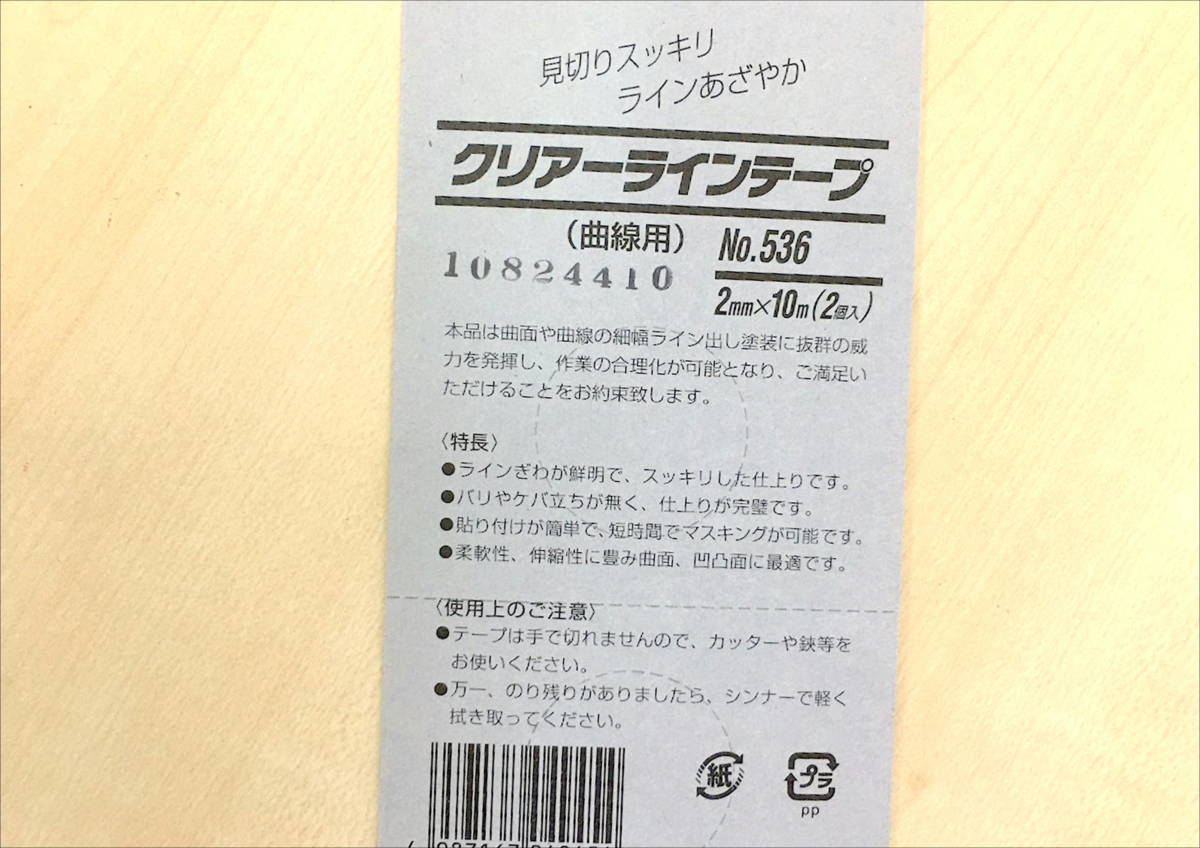 見切りスッキリ
ラインあざやか
クリアーラインテープ
（曲線用） No.536
10824410
2mm×10m（2個入）
本品は曲面や曲線の細幅ライン出し塗装に抜群の威
力を発揮し、作業の合理化が可能となり、ご満足い
ただけることをお約束致します。
〈特長〉
●ラインぎわが鮮明で、スッキリした仕上りです。
●バリやケバ立ちが無く、仕上りが完璧です。
●貼り付けが簡単で、短時間でマスキングが可能です。
●柔軟性、伸縮性に豊み曲面、凹凸面に最適です。
〈使用上のご注意〉
●テープは手で切れませんので、カッターや鋏等を
お使いください。
●万一、のり残りがありましたら、シンナーで軽く
拭き取ってください。
紙
プラ
PP